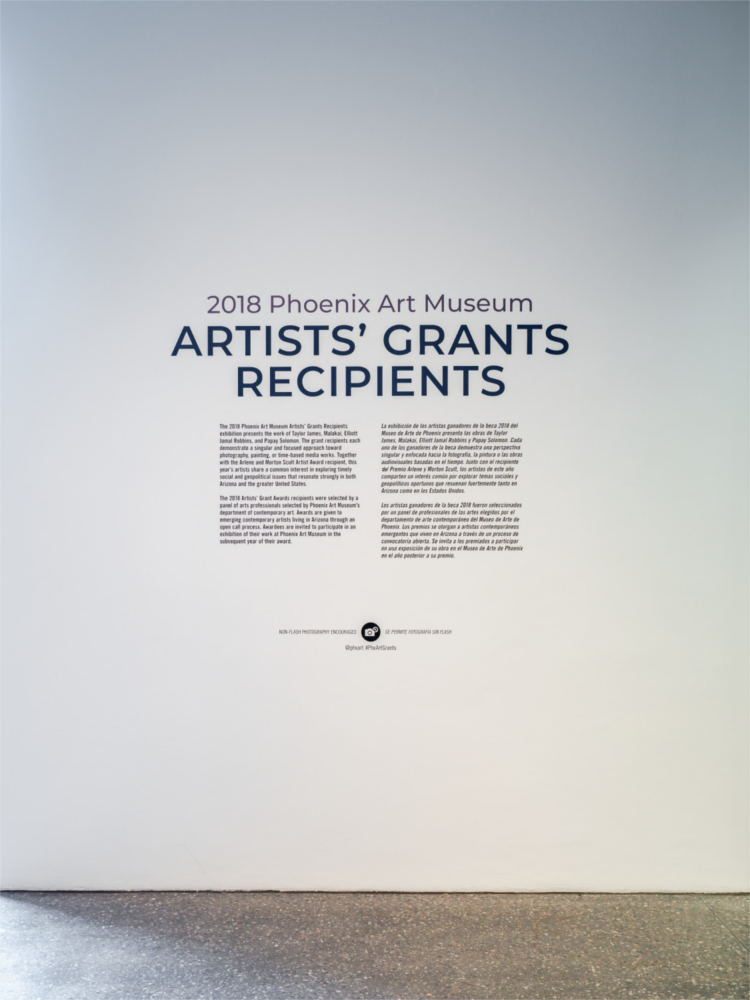 2018 Phoenix Art Museum
ARTISTS’ GRANTS
RECIPIENTS
The 2018 Phoenix Art Museum Artists’ Grants Recipients
exhibition presents the work of Taylor James, Malakai, Elliott
Jamal Robbins, and Papay Solomon. The grant recipients each
demonstrate a singular and focused approach toward
photography, painting, or time-based media works. Together
with the Arlene and Morton Scult Artist Award recipient, this
year’s artists share a common interest in exploring timely
social and geopolitical issues that resonate strongly in both
Arizona and the greater United States.
The 2018 Artists’ Grant Awards recipients were selected by a
panel of arts professionals selected by Phoenix Art Museum’s
department of contemporary art. Awards are given to
emerging contemporary artists living in Arizona through an
open call process. Awardees are invited to participate in an
exhibition of their work at Phoenix Art Museum in the
subsequent year of their award.
La exhibición de los artistas ganadores de la beca 2018 del
Museo de Arte de Phoenix presenta las obras de Taylor
James, Malakai, Elliott Jamal Robbins y Papay Solomon. Cada
uno de los ganadores de la beca demuestra una perspectiva
singular y enfocada hacia la fotografía, la pintura o las obras
audiovisuales basadas en el tiempo. Junto con el recipiente
del Premio Arlene y Morton Scult, los artistas de este año
comparten un interés común por explorar temas sociales y
geopolíticos oportunos que resuenan fuertemente tanto en
Arizona como en los Estados Unidos.
Los artistas ganadores de la beca 2018 fueron seleccionados
por un panel de profesionales de las artes elegidos por el
departamento de arte contemporáneo del Museo de Arte de
Phoenix. Los premios se otorgan a artistas contemporáneos
emergentes que viven en Arizona a través de un proceso de
convocatoria abierta. Se invita a los premiados a participar
en una exposición de su obra en el Museo de Arte de Phoenix
en el año posterior a su premio.
NON-FLASH PHOTOGRAPHY ENCOURAGED
SE PERMITE FOTOGRAFÍA SIN FLASH
@phxart #PhxArtGrants